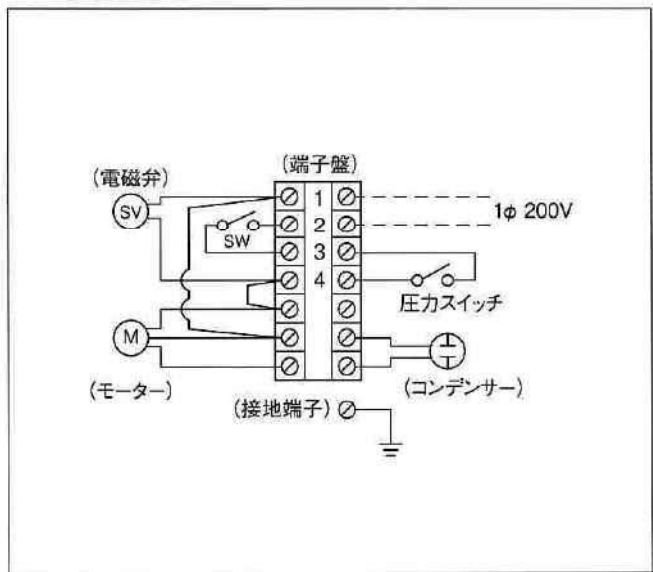 (端子盤)
(電磁弁)
SV
1
2
3
4
1φ 200V
SW
圧力スイッチ
M
(モーター)
(コンデンサー)
(接地端子)